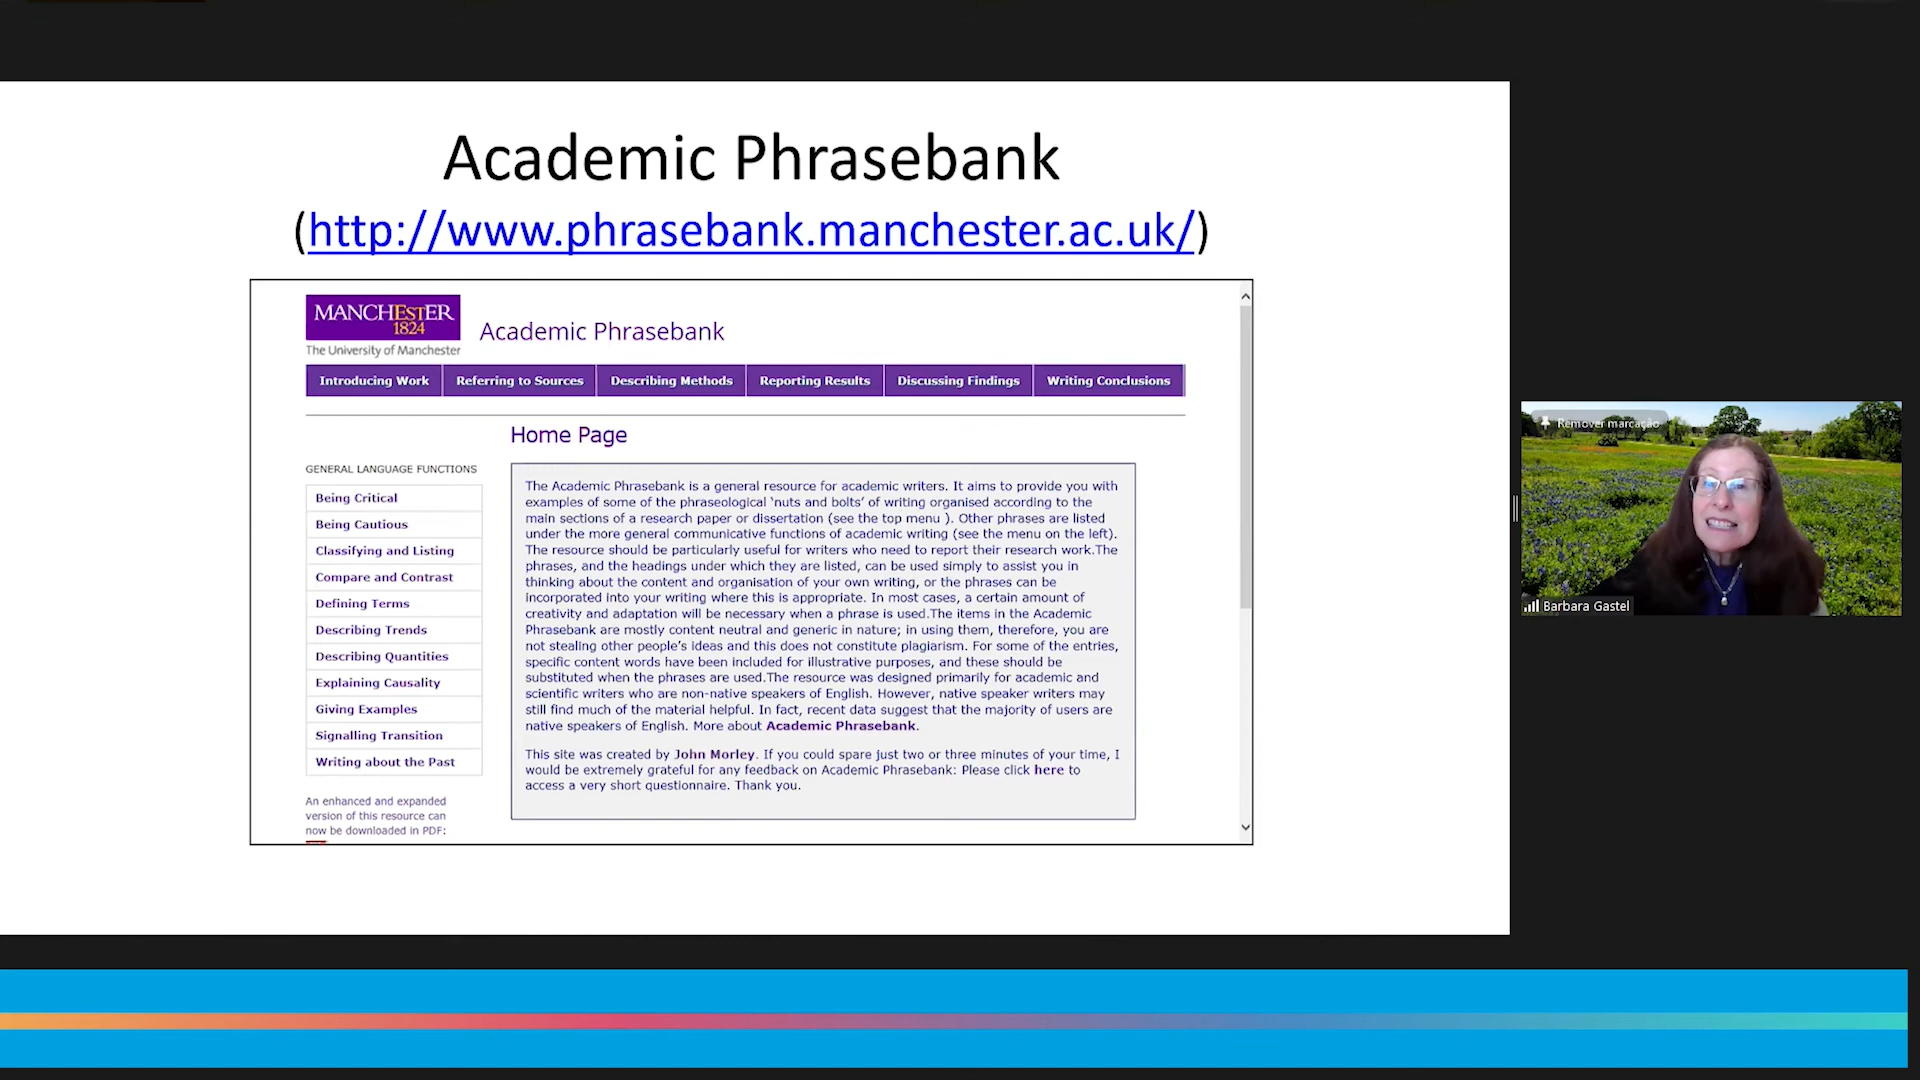 Academic Phrasebank
(http://www.phrasebank.manchester.ac.uk/)
MANCHESTER
1824
The University of Manchester
Academic Phrasebank
Introducing Work
Referring to Sources
Describing Methods
Reporting Results
Discussing Findings
Writing Conclusions
Home Page
GENERAL LANGUAGE FUNCTIONS
Being Critical
Being Cautious
Classifying and Listing
Compare and Contrast
Defining Terms
Describing Trends
Describing Quantities
Explaining Causality
Giving Examples
Signalling Transition
Writing about the Past
An enhanced and expanded
version of this resource can
now be downloaded in PDF:
The Academic Phrasebank is a general resource for academic writers. It aims to provide you with
examples of some of the phraseological ‘nuts and bolts’ of writing organised according to the
main sections of a research paper or dissertation (see the top menu ). Other phrases are listed
under the more general communicative functions of academic writing (see the menu on the left).
The resource should be particularly useful for writers who need to report their research work.The
phrases, and the headings under which they are listed, can be used simply to assist you in
thinking about the content and organisation of your own writing, or the phrases can be
incorporated into your writing where this is appropriate. In most cases, a certain amount of
creativity and adaptation will be necessary when a phrase is used.The items in the Academic
Phrasebank are mostly content neutral and generic in nature; in using them, therefore, you are
not stealing other people’s ideas and this does not constitute plagiarism. For some of the entries,
specific content words have been included for illustrative purposes, and these should be
substituted when the phrases are used.The resource was designed primarily for academic and
scientific writers who are non-native speakers of English. However, native speaker writers may
still find much of the material helpful. In fact, recent data suggest that the majority of users are
native speakers of English. More about Academic Phrasebank.
This site was created by John Morley. If you could spare just two or three minutes of your time, I
would be extremely grateful for any feedback on Academic Phrasebank: Please click here to
access a very short questionnaire. Thank you.
Remover marcação
Barbara Gastel